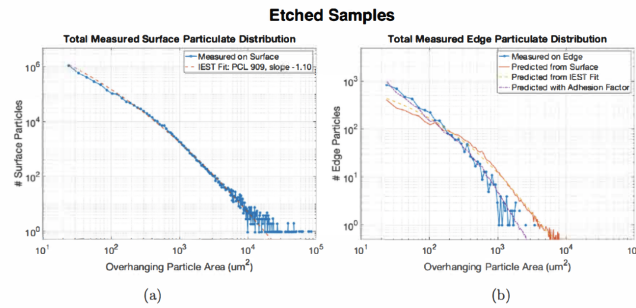 Etched Samples
Total Measured Surface Particulate Distribution
Measured on Surface
IEST Fit: PCL 909, slope -1.10
10^6
10^4
10^2
10^0
# Surface Particles
10^1 10^2 10^3 10^4 10^5
Overhanging Particle Area (um^2)
(a)
Total Measured Edge Particulate Distribution
Measured on Edge
Predicted from Surface
Predicted from IEST Fit
Predicted with Adhesion Factor
10^3
10^2
10^1
10^0
# Edge Particles
10^1 10^2 10^3 10^4 10
Overhanging Particle Area (um^2)
(b)